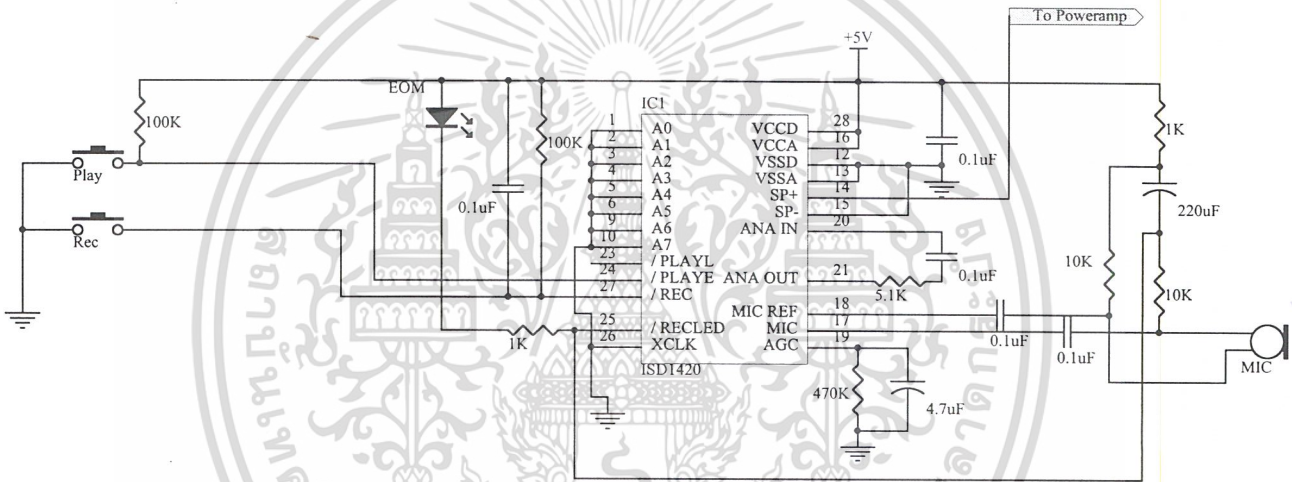 To Poweramp
+5V
EOM
100K
100K
0.1uF
1K
220uF
10K
10K
Play
Rec
0.1uF
IC1
1 A0
2 A1
3 A2
4 A3
5 A4
6 A5
9 A6
10 A7
23 / PLAYL
24 / PLAYE
27 / REC
25 / RECLED
26 XCLK
VCCD 28
VCCA 16
VSSD 12
VSSA 13
SP+ 14
SP- 15
ANA IN 20
ANA OUT 21
MIC REF 18
MIC 17
AGC 19
ISD1420
0.1uF
5.1K
1K
0.1uF
0.1uF
MIC
470K
4.7uF